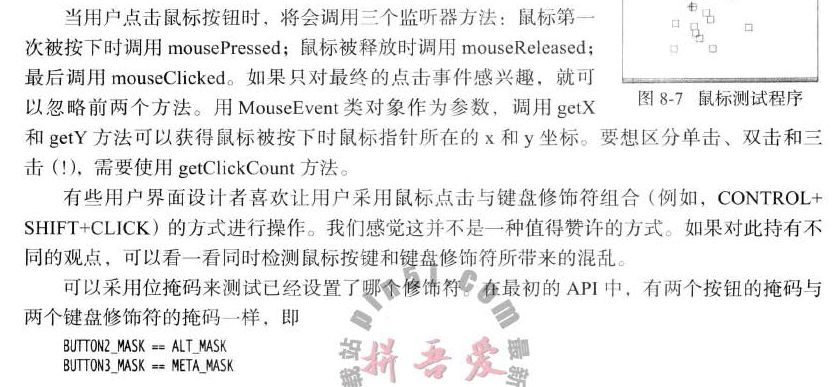 当用户点击鼠标按钮时，将会调用三个监听器方法：鼠标第一
次被按下时调用 mousePressed；鼠标被释放时调用 mouseReleased；
最后调用 mouseClicked。如果只对最终的点击事件感兴趣，就可
以忽略前两个方法。用 MouseEvent 类对象作为参数，调用 getX
图 8-7 鼠标测试程序
和 getY 方法可以获得鼠标被按下时鼠标指针所在的 x 和 y 坐标。要想区分单击、双击和三
击（!），需要使用 getClickCount 方法。
有些用户界面设计者喜欢让用户采用鼠标点击与键盘修饰符组合（例如，CONTROL+
SHIFT+CLICK）的方式进行操作。我们感觉这并不是一种值得赞许的方式。如果对此持有不
同的观点，可以看一看同时检测鼠标按键和键盘修饰符所带来的混乱。
可以采用位掩码来测试已经设置了哪个修饰符。在最初的 API 中，有两个按钮的掩码与
两个键盘修饰符的掩码一样，即
BUTTON2_MASK == ALT_MASK
BUTTON3_MASK == META_MASK
拼吾爱